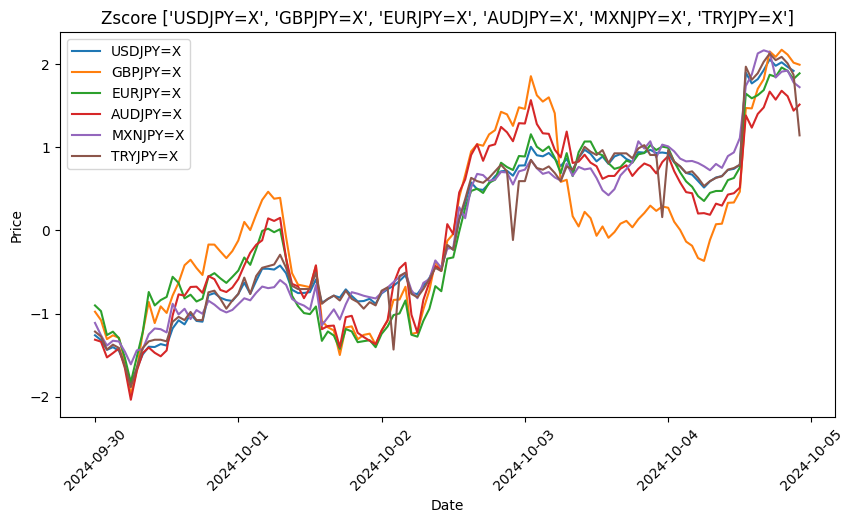 Zscore ['USDJPY=X', 'GBPJPY=X', 'EURJPY=X', 'AUDJPY=X', 'MXNJPY=X', 'TRYJPY=X']
USDJPY=X
GBPJPY=X
EURJPY=X
AUDJPY=X
MXNJPY=X
TRYJPY=X
Price
2
1
0
−1
−2
2024-09-30
2024-10-01
2024-10-02
2024-10-03
2024-10-04
2024-10-05
Date